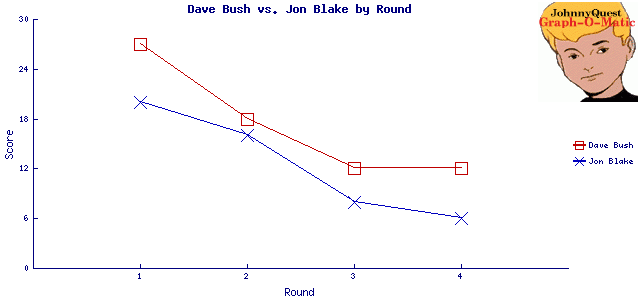 Dave Bush vs. Jon Blake by Round
JohnnyQuest
Graph-O-Matic
30
24
18
12
6
0
Score
1 2 3 4
Round
Dave Bush
Jon Blake